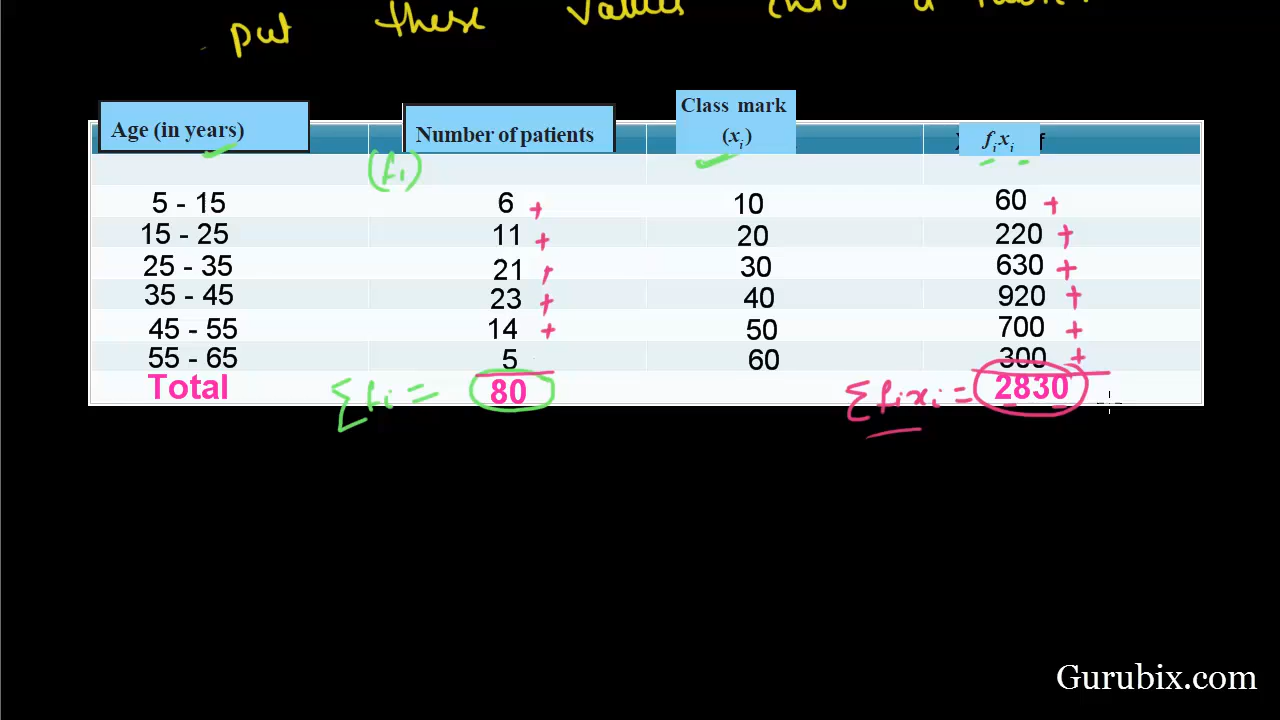 put these values into a
Age (in years) Number of patients Class mark (xᵢ) fᵢxᵢ
(fᵢ)
5 - 15 6 + 10 60 +
15 - 25 11 + 20 220 +
25 - 35 21 + 30 630 +
35 - 45 23 + 40 920 +
45 - 55 14 + 50 700 +
55 - 65 5 60 300 +
Total Σfᵢ = 80 Σfᵢxᵢ = 2830
Gurubix.com